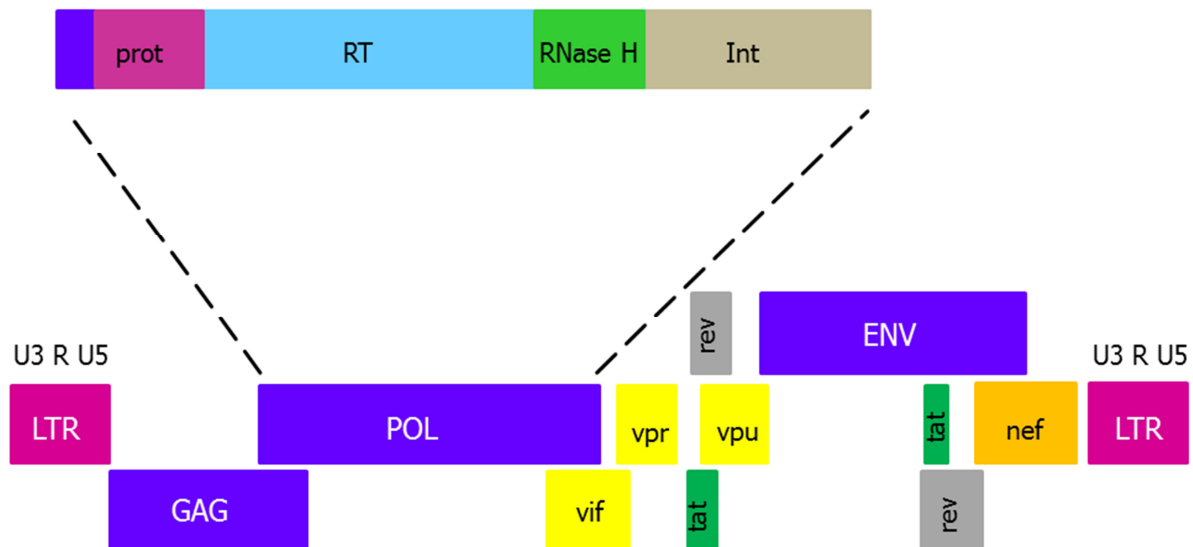 prot RT RNase H Int
rev ENV
U3 R U5 U3 R U5
LTR POL vpr vpu tat nef LTR
GAG vif tat rev